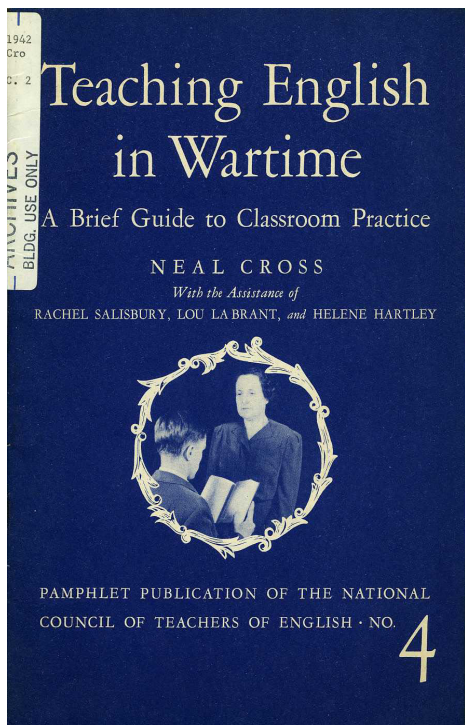 1942
Cro
c. 2
ARCHIVES
BLDG. USE ONLY
Teaching English
in Wartime
A Brief Guide to Classroom Practice
NEAL CROSS
With the Assistance of
RACHEL SALISBURY, LOU LA BRANT, and HELENE HARTLEY
PAMPHLET PUBLICATION OF THE NATIONAL
COUNCIL OF TEACHERS OF ENGLISH · NO. 4